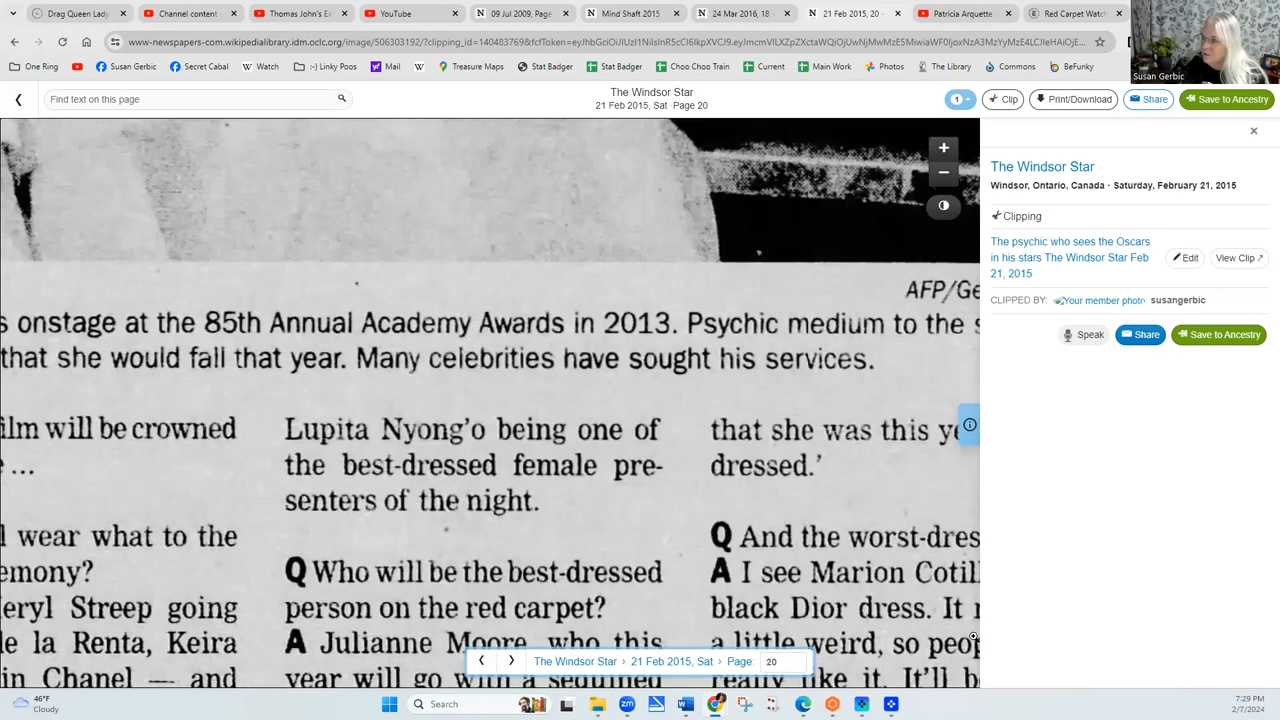 Drag Queen Lady
Channel content
Thomas John's Ex
YouTube
09 Jul 2009, Page
Mind Shaft 2015
24 Mar 2016, 18 -
21 Feb 2015, 20 -
Patricia Arquette
Red Carpet Watch
One Ring
Susan Gerbic
Secret Cabal
Watch
:-) Linky Poos
Mail
Treasure Maps
Stat Badger
Stat Badger
Choo Choo Train
Current
Main Work
Photos
The Library
Commons
BeFunky
Susan Gerbic
Find text on this page
The Windsor Star
21 Feb 2015, Sat · Page 20
1
Clip
Print/Download
Share
Save to Ancestry
AFP/Ge
s onstage at the 85th Annual Academy Awards in 2013. Psychic medium to the s
that she would fall that year. Many celebrities have sought his services.
film will be crowned
e ...
l wear what to the
emony?
eryl Streep going
de la Renta, Keira
in Chanel — and
Lupita Nyong'o being one of
the best-dressed female pre-
senters of the night.
Q Who will be the best-dressed
person on the red carpet?
A Julianne Moore, who this
year will go with a sequined
that she was this ye
dressed.'
Q And the worst-dres
A I see Marion Cotil
black Dior dress. It
a little weird, so peop
really like it. It'll b
The Windsor Star › 21 Feb 2015, Sat › Page: 20
The Windsor Star
Windsor, Ontario, Canada · Saturday, February 21, 2015
Clipping
The psychic who sees the Oscars
in his stars The Windsor Star Feb
21, 2015
Edit
View Clip
CLIPPED BY: Your member photo susangerbic
Speak
Share
Save to Ancestry
46°F
Cloudy
Search
7:29 PM
2/7/2024